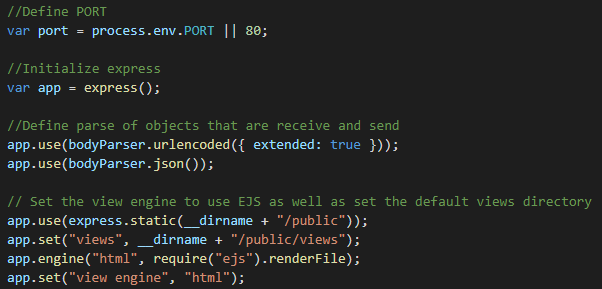 //Define PORT
var port = process.env.PORT || 80;
//Initialize express
var app = express();
//Define parse of objects that are receive and send
app.use(bodyParser.urlencoded({ extended: true }));
app.use(bodyParser.json());
// Set the view engine to use EJS as well as set the default views directory
app.use(express.static(__dirname + "/public"));
app.set("views", __dirname + "/public/views");
app.engine("html", require("ejs").renderFile);
app.set("view engine", "html");